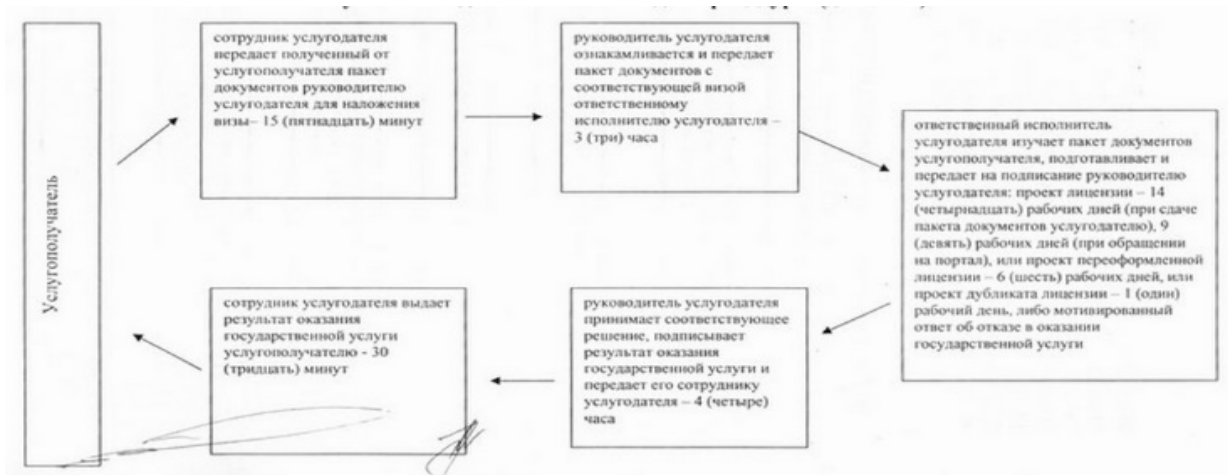 Услугополучатель
сотрудник услугодателя
передает полученный от
услугополучателя пакет
документов руководителю
услугодателя для наложения
визы– 15 (пятнадцать) минут
руководитель услугодателя
ознакамливается и передает
пакет документов с
соответствующей визой
ответственному
исполнителю услугодателя –
3 (три) часа
ответственный исполнитель
услугодателя изучает пакет документов
услугополучателя, подготавливает и
передает на подписание руководителю
услугодателя: проект лицензии – 14
(четырнадцать) рабочих дней (при сдаче
пакета документов услугодателю), 9
(девять) рабочих дней (при обращении
на портал), или проект переоформленной
лицензии – 6 (шесть) рабочих дней, или
проект дубликата лицензии – 1 (один)
рабочий день, либо мотивированный
ответ об отказе в оказании
государственной услуги
руководитель услугодателя
принимает соответствующее
решение, подписывает
результат оказания
государственной услуги и
передает его сотруднику
услугодателя – 4 (четыре)
часа
сотрудник услугодателя выдает
результат оказания
государственной услуги
услугополучателю - 30
(тридцать) минут